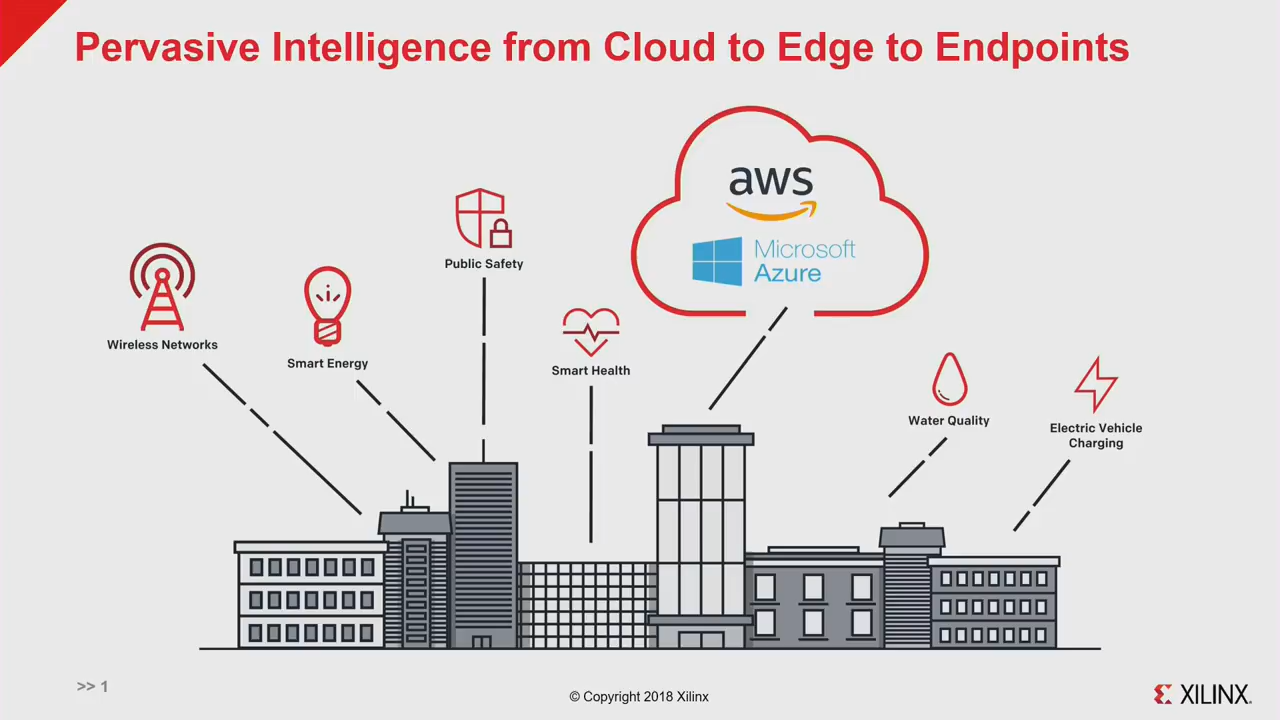 Pervasive Intelligence from Cloud to Edge to Endpoints
aws
Microsoft
Azure
Public Safety
Wireless Networks
Smart Energy
Smart Health
Water Quality
Electric Vehicle
Charging
>> 1
© Copyright 2018 Xilinx
XILINX